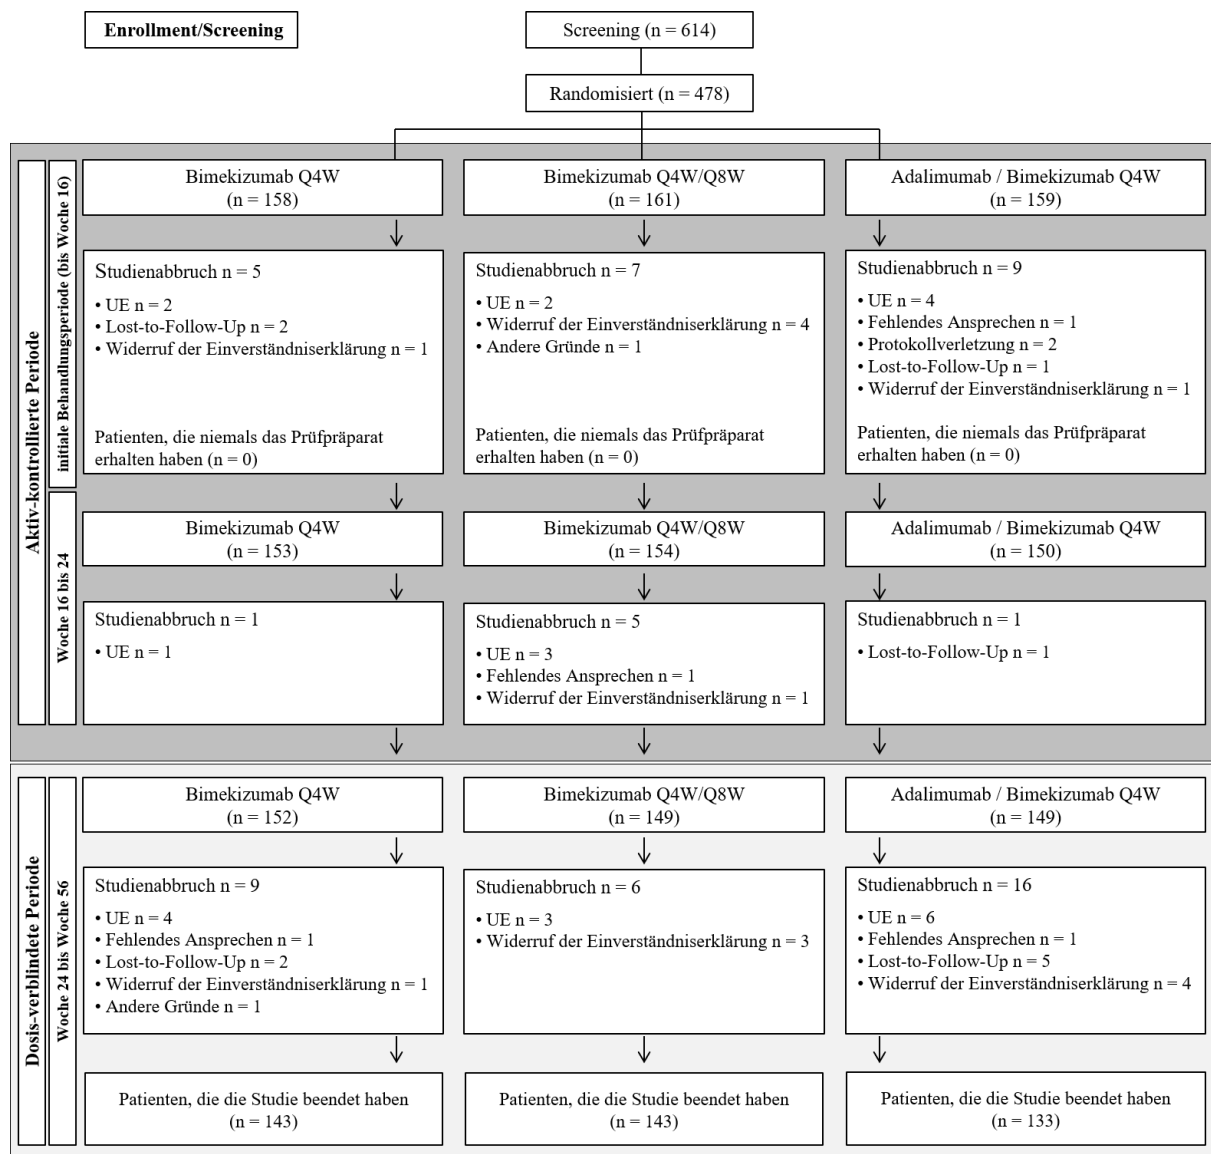 Enrollment/Screening
Screening (n = 614)
Randomisiert (n = 478)
Aktiv-kontrollierte Periode
initiale Behandlungsperiode (bis Woche 16)
Bimekizumab Q4W
(n = 158)
Bimekizumab Q4W/Q8W
(n = 161)
Adalimumab / Bimekizumab Q4W
(n = 159)
Studienabbruch n = 5
• UE n = 2
• Lost-to-Follow-Up n = 2
• Widerruf der Einverständniserklärung n = 1
Patienten, die niemals das Prüfpräparat
erhalten haben (n = 0)
Studienabbruch n = 7
• UE n = 2
• Widerruf der Einverständniserklärung n = 4
• Andere Gründe n = 1
Patienten, die niemals das Prüfpräparat
erhalten haben (n = 0)
Studienabbruch n = 9
• UE n = 4
• Fehlendes Ansprechen n = 1
• Protokollverletzung n = 2
• Lost-to-Follow-Up n = 1
• Widerruf der Einverständniserklärung n = 1
Patienten, die niemals das Prüfpräparat
erhalten haben (n = 0)
Woche 16 bis 24
Bimekizumab Q4W
(n = 153)
Bimekizumab Q4W/Q8W
(n = 154)
Adalimumab / Bimekizumab Q4W
(n = 150)
Studienabbruch n = 1
• UE n = 1
Studienabbruch n = 5
• UE n = 3
• Fehlendes Ansprechen n = 1
• Widerruf der Einverständniserklärung n = 1
Studienabbruch n = 1
• Lost-to-Follow-Up n = 1
Dosis-verblindete Periode
Woche 24 bis Woche 56
Bimekizumab Q4W
(n = 152)
Bimekizumab Q4W/Q8W
(n = 149)
Adalimumab / Bimekizumab Q4W
(n = 149)
Studienabbruch n = 9
• UE n = 4
• Fehlendes Ansprechen n = 1
• Lost-to-Follow-Up n = 2
• Widerruf der Einverständniserklärung n = 1
• Andere Gründe n = 1
Studienabbruch n = 6
• UE n = 3
• Widerruf der Einverständniserklärung n = 3
Studienabbruch n = 16
• UE n = 6
• Fehlendes Ansprechen n = 1
• Lost-to-Follow-Up n = 5
• Widerruf der Einverständniserklärung n = 4
Patienten, die die Studie beendet haben
(n = 143)
Patienten, die die Studie beendet haben
(n = 143)
Patienten, die die Studie beendet haben
(n = 133)